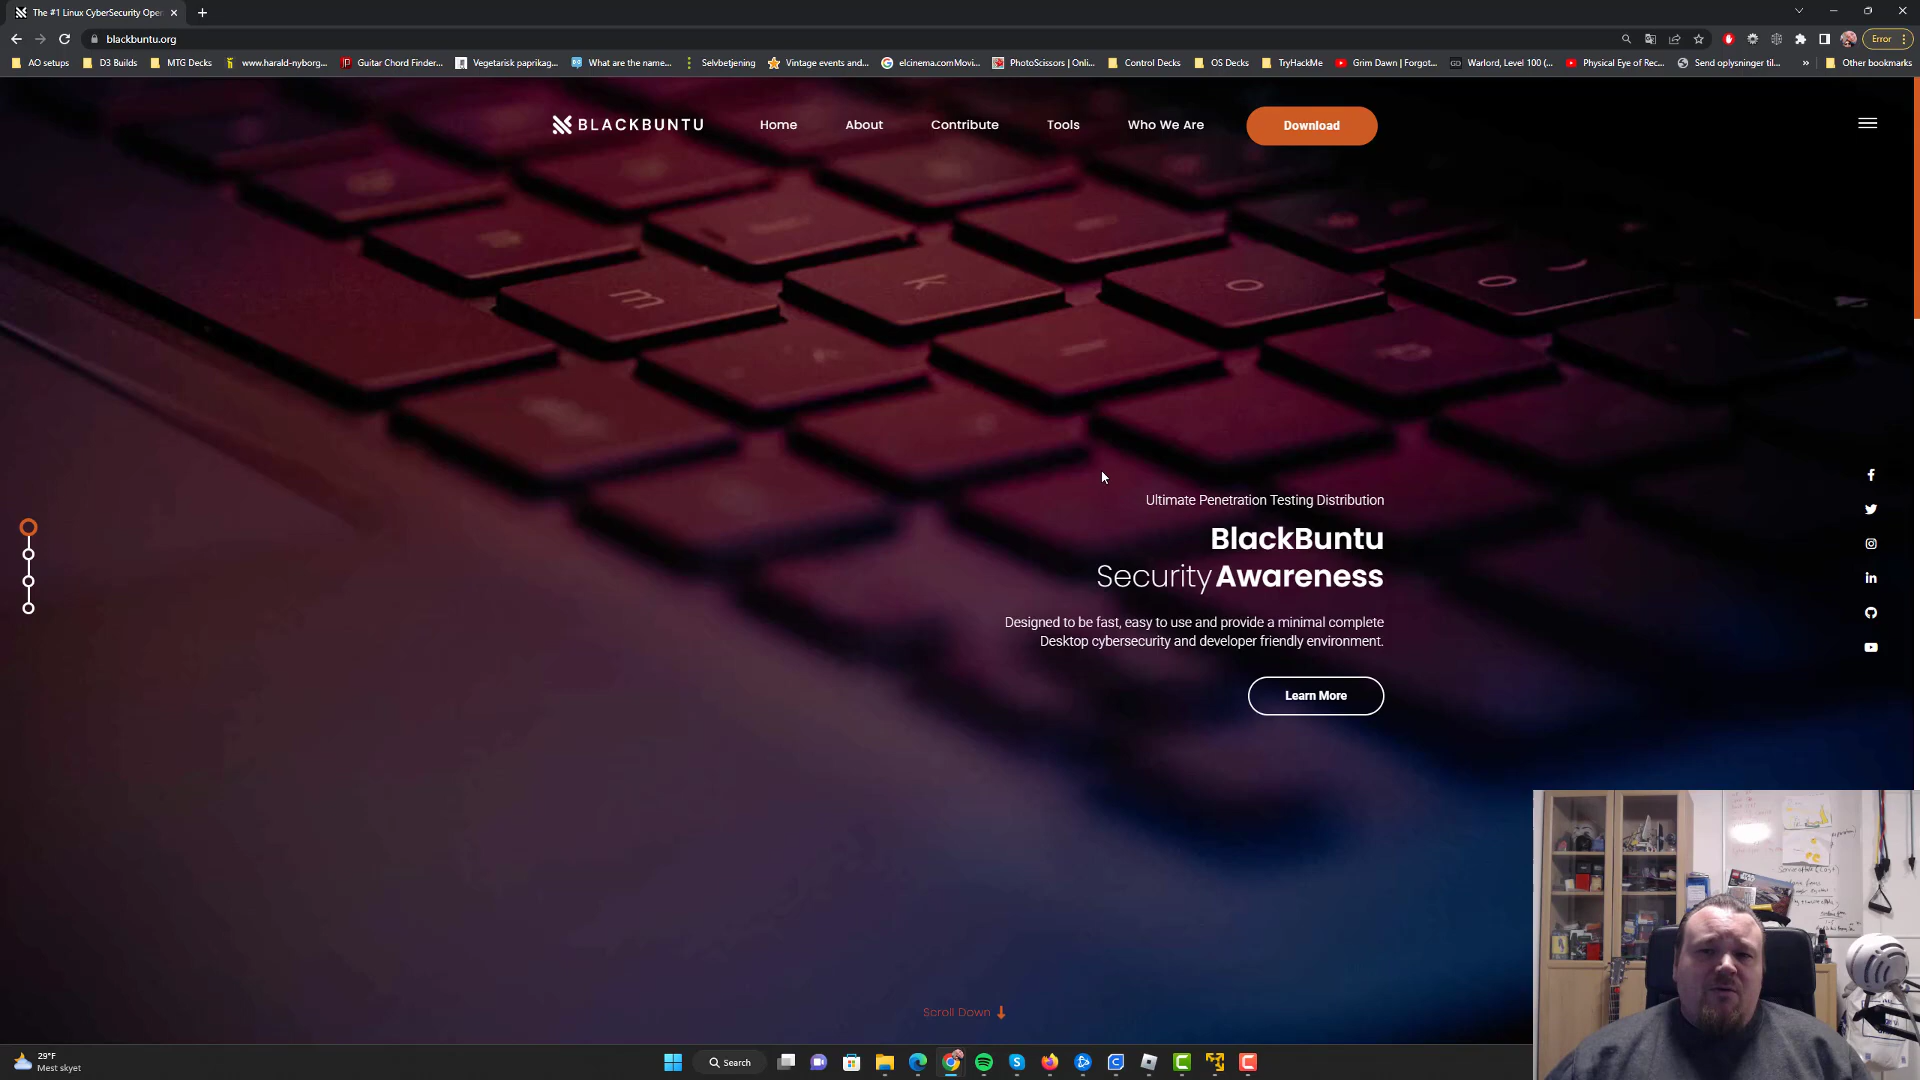 The #1 Linux CyberSecurity Oper
blackbuntu.org
Error
AO setups
D3 Builds
MTG Decks
www.harald-nyborg...
Guitar Chord Finder...
Vegetarisk paprikag...
What are the name...
Selvbetjening
Vintage events and...
elcinema.comMovi...
PhotoScissors | Onli...
Control Decks
OS Decks
TryHackMe
Grim Dawn | Forgot...
GD
Warlord, Level 100 (...
Physical Eye of Rec...
Send oplysninger til...
»
Other bookmarks
BLACKBUNTU
Home
About
Contribute
Tools
Who We Are
Download
m
K
O
O
Ultimate Penetration Testing Distribution
BlackBuntu
Security Awareness
Designed to be fast, easy to use and provide a minimal complete
Desktop cybersecurity and developer friendly environment.
Learn More
Scroll Down
29°F
Mest skyet
Search